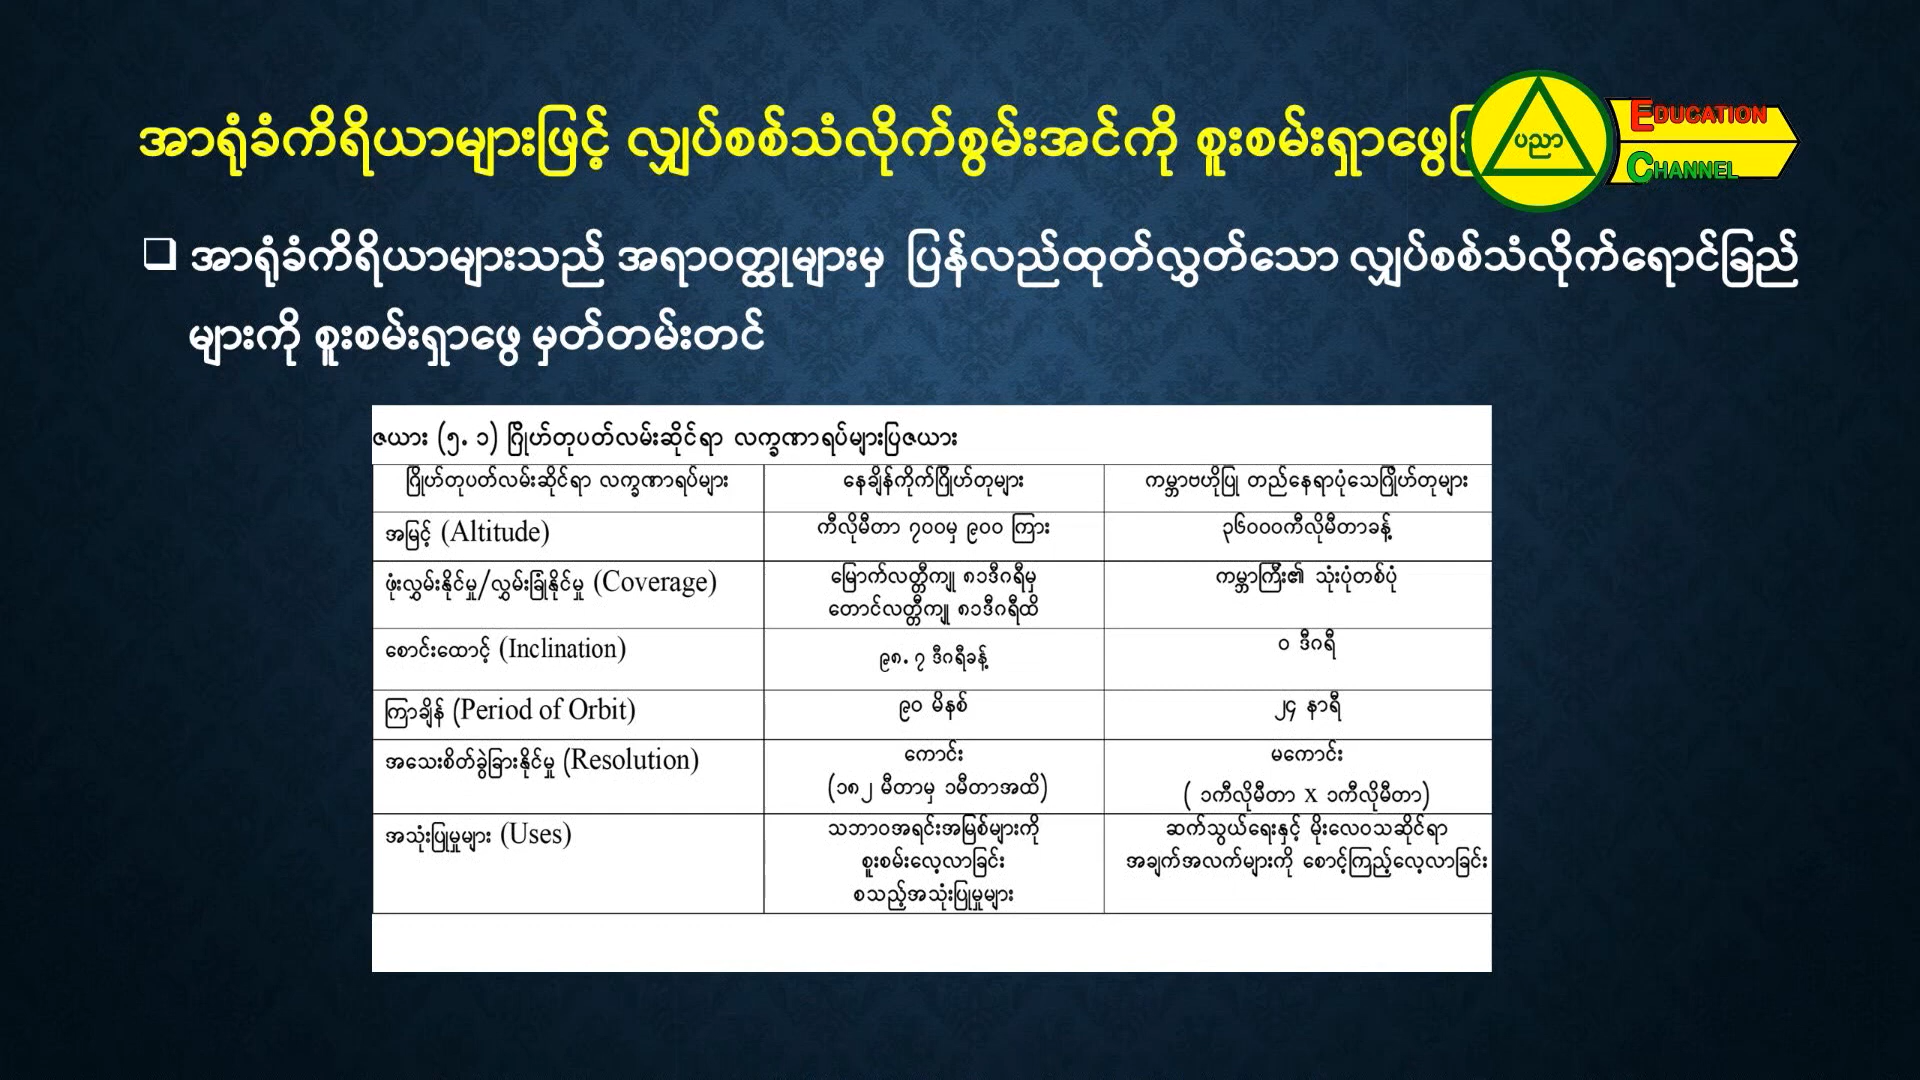 အာရုံခံကိရိယာများဖြင့် လျှပ်စစ်သံလိုက်စွမ်းအင်ကို စူးစမ်းရှာဖွေ
ပညာ
EDUCATION
CHANNEL
❑ အာရုံခံကိရိယာများသည် အရာဝတ္ထုများမှ ပြန်လည်ထုတ်လွှတ်သော လျှပ်စစ်သံလိုက်ရောင်ခြည်
များကို စူးစမ်းရှာဖွေ မှတ်တမ်းတင်
ဇယား (၅. ၁) ဂြိုဟ်တုပတ်လမ်းဆိုင်ရာ လက္ခဏာရပ်များပြဇယား
ဂြိုဟ်တုပတ်လမ်းဆိုင်ရာ လက္ခဏာရပ်များ
နေချိန်ကိုက်ဂြိုဟ်တုများ
ကမ္ဘာဗဟိုပြု တည်နေရာပုံသေဂြိုဟ်တုများ
အမြင့် (Altitude)
ကီလိုမီတာ ၇၀၀မှ ၉၀၀ ကြား
၃၆၀၀၀ကီလိုမီတာခန့်
ဖုံးလွှမ်းနိုင်မှု/လွှမ်းခြုံနိုင်မှု (Coverage)
မြောက်လတ္တီကျု ၈၁ဒီဂရီမှ
တောင်လတ္တီကျု ၈၁ဒီဂရီထိ
ကမ္ဘာကြီး၏ သုံးပုံတစ်ပုံ
စောင်းထောင့် (Inclination)
၉၈. ၇ ဒီဂရီခန့်
၀ ဒီဂရီ
ကြာချိန် (Period of Orbit)
၉၀ မိနစ်
၂၄ နာရီ
အသေးစိတ်ခွဲခြားနိုင်မှု (Resolution)
ကောင်း
(၁၈၂ မီတာမှ ၁မီတာအထိ)
မကောင်း
( ၁ကီလိုမီတာ x ၁ကီလိုမီတာ)
အသုံးပြုမှုများ (Uses)
သဘာဝအရင်းအမြစ်များကို
စူးစမ်းလေ့လာခြင်း
စသည့်အသုံးပြုမှုများ
ဆက်သွယ်ရေးနှင့် မိုးလေဝသဆိုင်ရာ
အချက်အလက်များကို စောင့်ကြည့်လေ့လာခြင်း